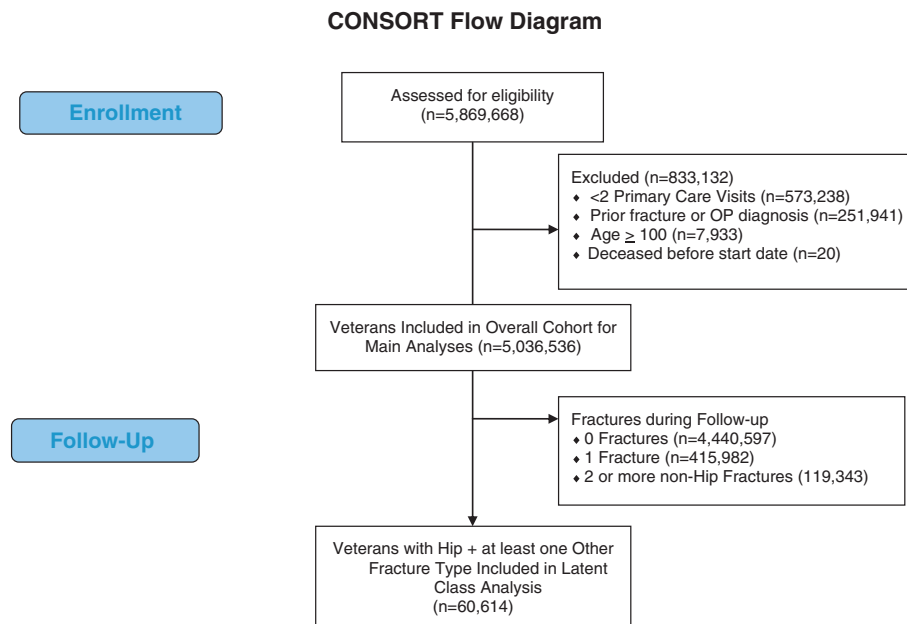 CONSORT Flow Diagram
Enrollment
Assessed for eligibility
(n=5,869,668)
Excluded (n=833,132)
♦ <2 Primary Care Visits (n=573,238)
♦ Prior fracture or OP diagnosis (n=251,941)
♦ Age ≥ 100 (n=7,933)
♦ Deceased before start date (n=20)
Veterans Included in Overall Cohort for
Main Analyses (n=5,036,536)
Follow-Up
Fractures during Follow-up
♦ 0 Fractures (n=4,440,597)
♦ 1 Fracture (n=415,982)
♦ 2 or more non-Hip Fractures (119,343)
Veterans with Hip + at least one Other
Fracture Type Included in Latent
Class Analysis
(n=60,614)